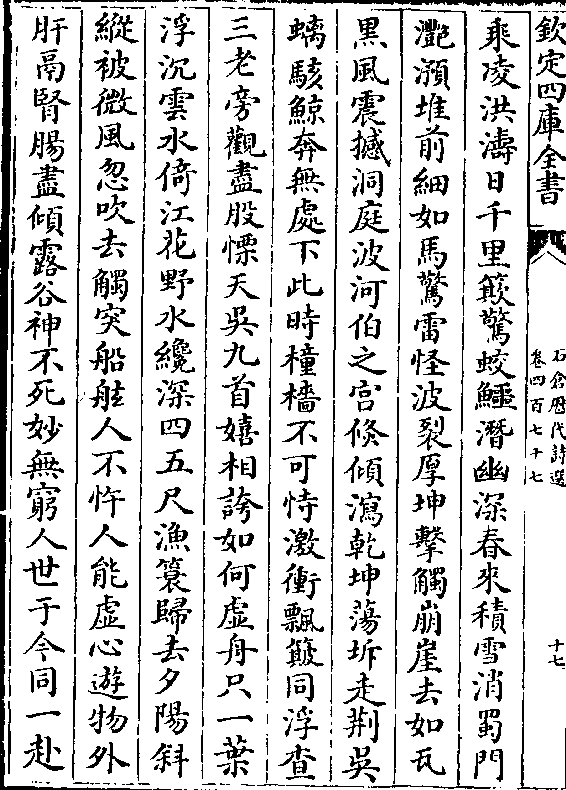 欽定四庫全書
石倉歷代詩選
卷四百七十七
十七
乘凌洪濤日千里簸驚蛟鱷潛幽深春來積雪消蜀門
灔澦堆前細如馬驚雷怪波裂厚坤擊觸崩崖去如瓦
黑風震撼洞庭波河伯之宮倏傾瀉乾坤蕩坼走荆吳
螭駭鯨奔無處下此時橦檣不可恃激衝飄簸同浮查
三老旁觀盡股慄天吳九首嬉相誇如何虛舟只一葉
浮沉雲水倚江花野水纔深四五尺漁簑歸去夕陽斜
縱被微風忽吹去觸突船舷人不忤人能虛心遊物外
肝鬲腎腸盡傾露谷神不死妙無窮人世于今同一赴